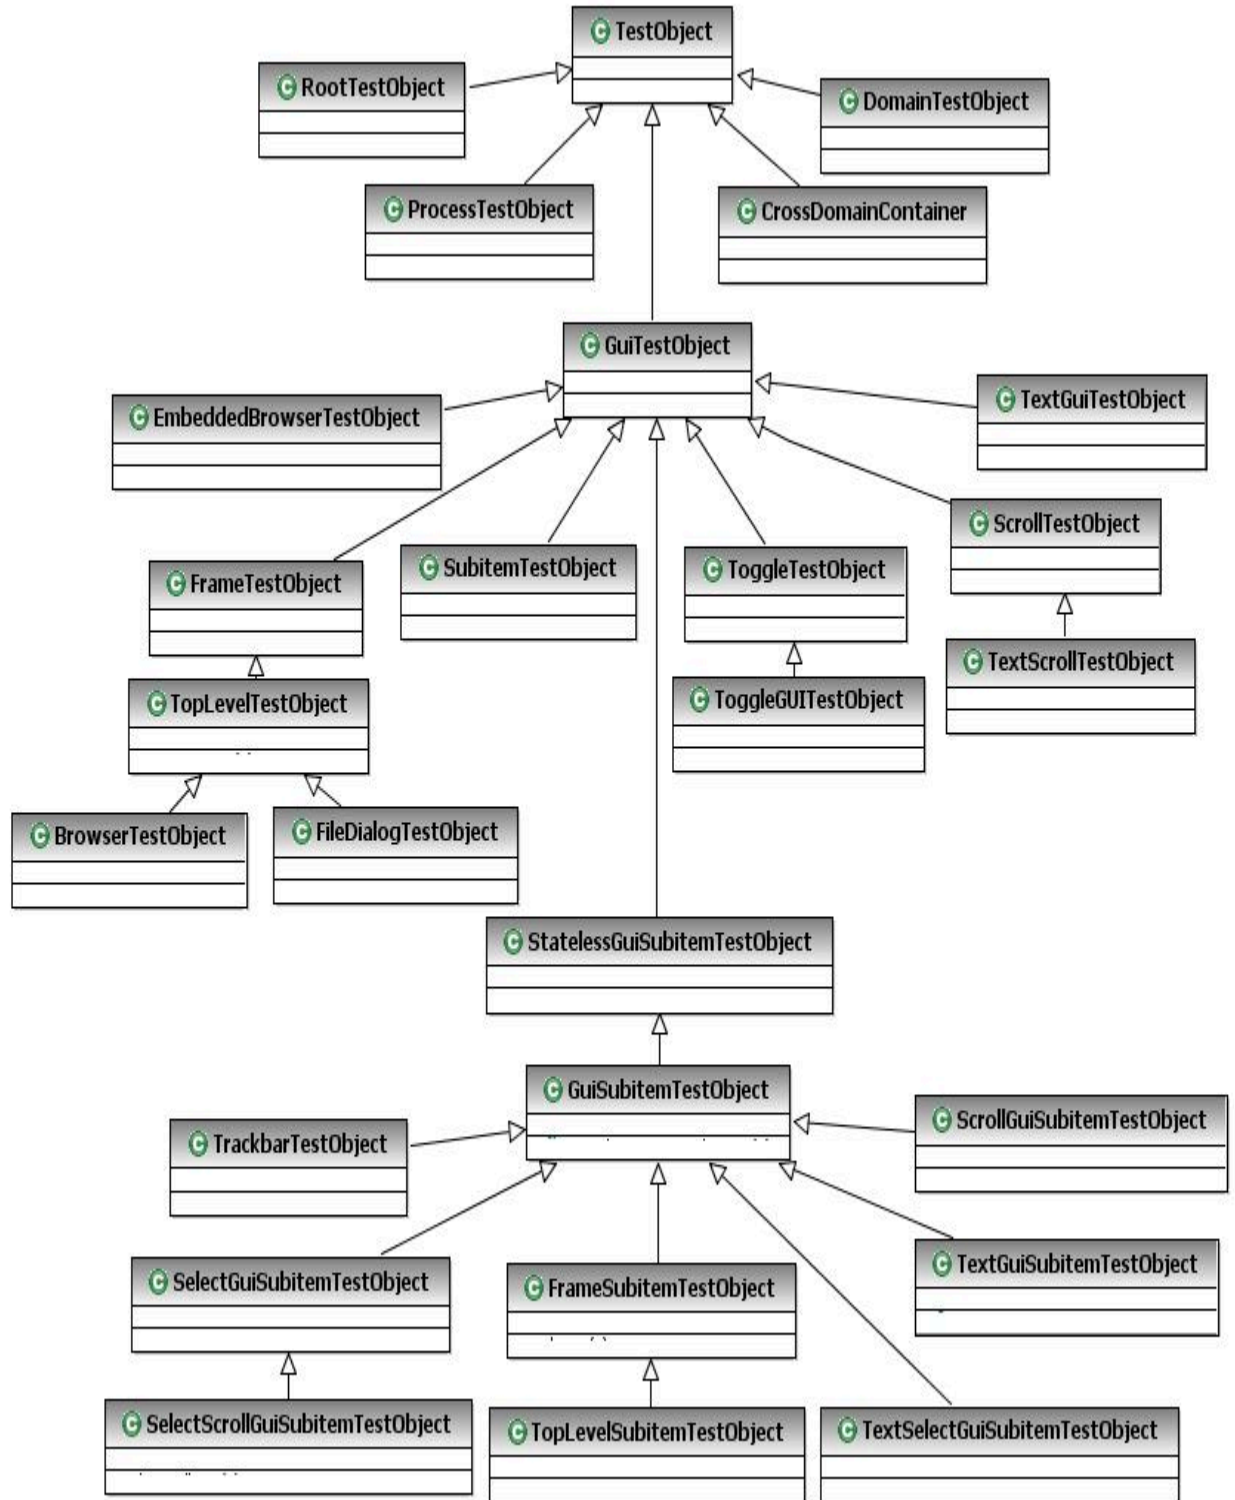 C TestObject
C RootTestObject
C DomainTestObject
C ProcessTestObject
C CrossDomainContainer
C GuiTestObject
C EmbeddedBrowserTestObject
C TextGuiTestObject
C ScrollTestObject
C FrameTestObject
C SubitemTestObject
C ToggleTestObject
C TextScrollTestObject
C TopLevelTestObject
C ToggleGUITestObject
C BrowserTestObject
C FileDialogTestObject
C StatelessGuiSubitemTestObject
C GuiSubitemTestObject
C TrackbarTestObject
C ScrollGuiSubitemTestObject
C SelectGuiSubitemTestObject
C FrameSubitemTestObject
C TextGuiSubitemTestObject
C SelectScrollGuiSubitemTestObject
C TopLevelSubitemTestObject
C TextSelectGuiSubitemTestObject